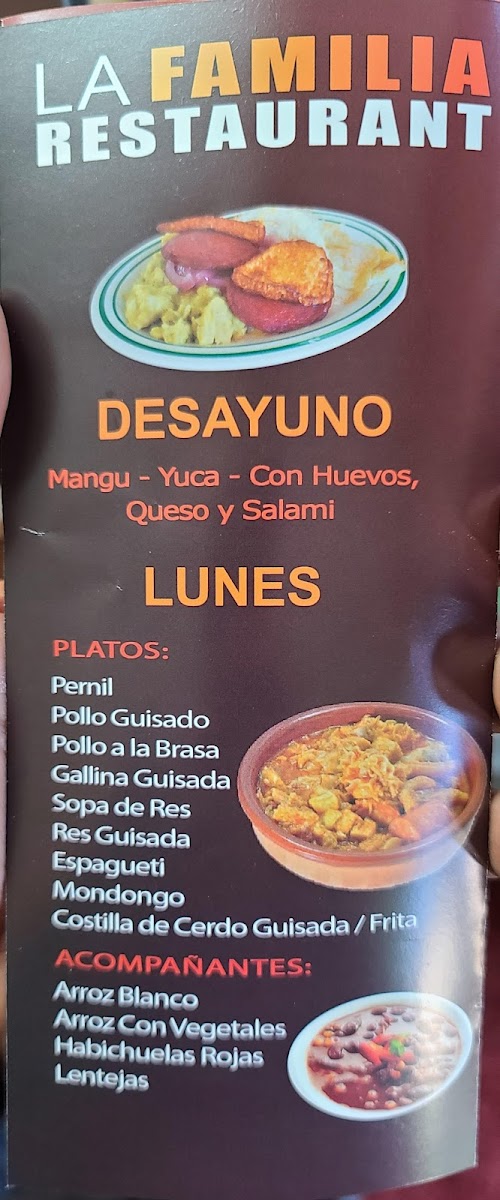 LA FAMILIA
RESTAURANT
DESAYUNO
Mangu - Yuca - Con Huevos,
Queso y Salami
LUNES
PLATOS:
Pernil
Pollo Guisado
Pollo a la Brasa
Gallina Guisada
Sopa de Res
Res Guisada
Espagueti
Mondongo
Costilla de Cerdo Guisada / Frita
ACOMPAÑANTES:
Arroz Blanco
Arroz Con Vegetales
Habichuelas Rojas
Lentejas